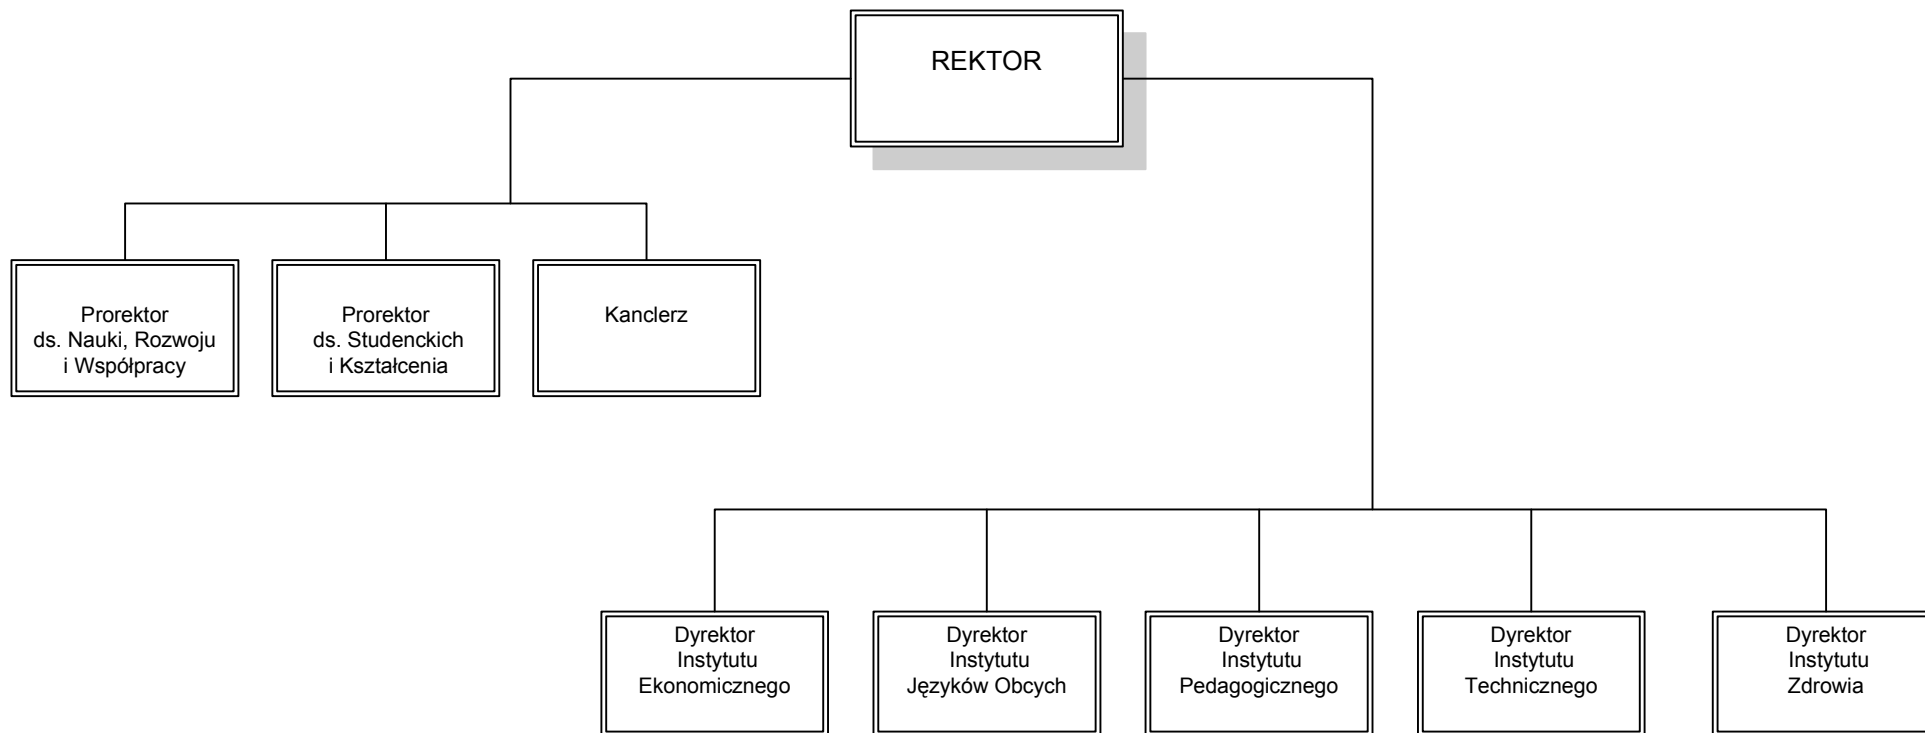 REKTOR
Prorektor
ds. Nauki, Rozwoju
i Współpracy
Prorektor
ds. Studenckich
i Kształcenia
Kanclerz
Dyrektor
Instytutu
Ekonomicznego
Dyrektor
Instytutu
Języków Obcych
Dyrektor
Instytutu
Pedagogicznego
Dyrektor
Instytutu
Technicznego
Dyrektor
Instytutu
Zdrowia